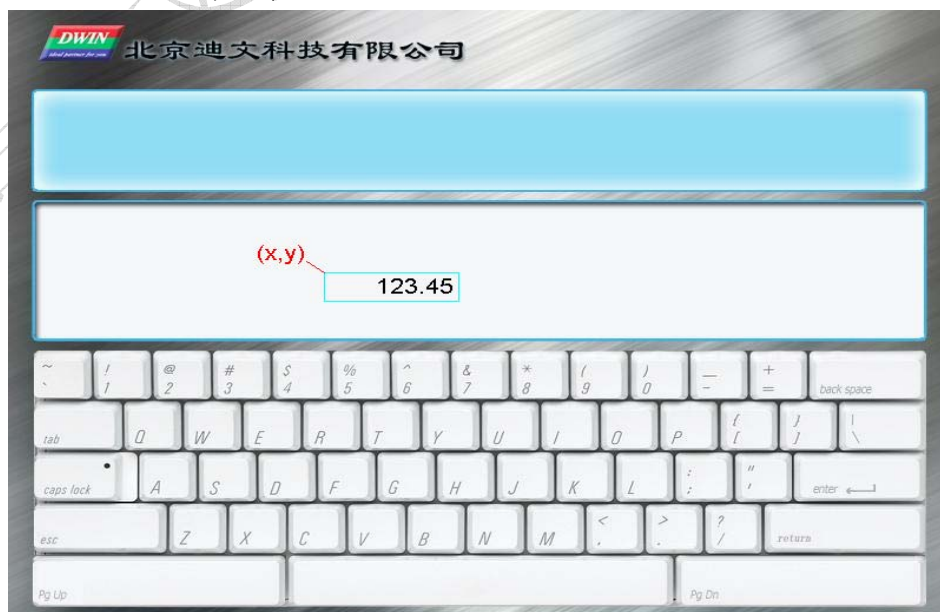 DWIN
北京迪文科技有限公司
(x,y)
123.45
~ ! @ # $ % ^ & * ( ) — +
` 1 2 3 4 5 6 7 8 9 0 - = back space
{ } |
tab Q W E R T Y U I O P [ ] \
: "
caps lock A S D F G H J K L ; ' enter
< > ?
esc Z X C V B N M , . / return
Pg Up Pg Dn